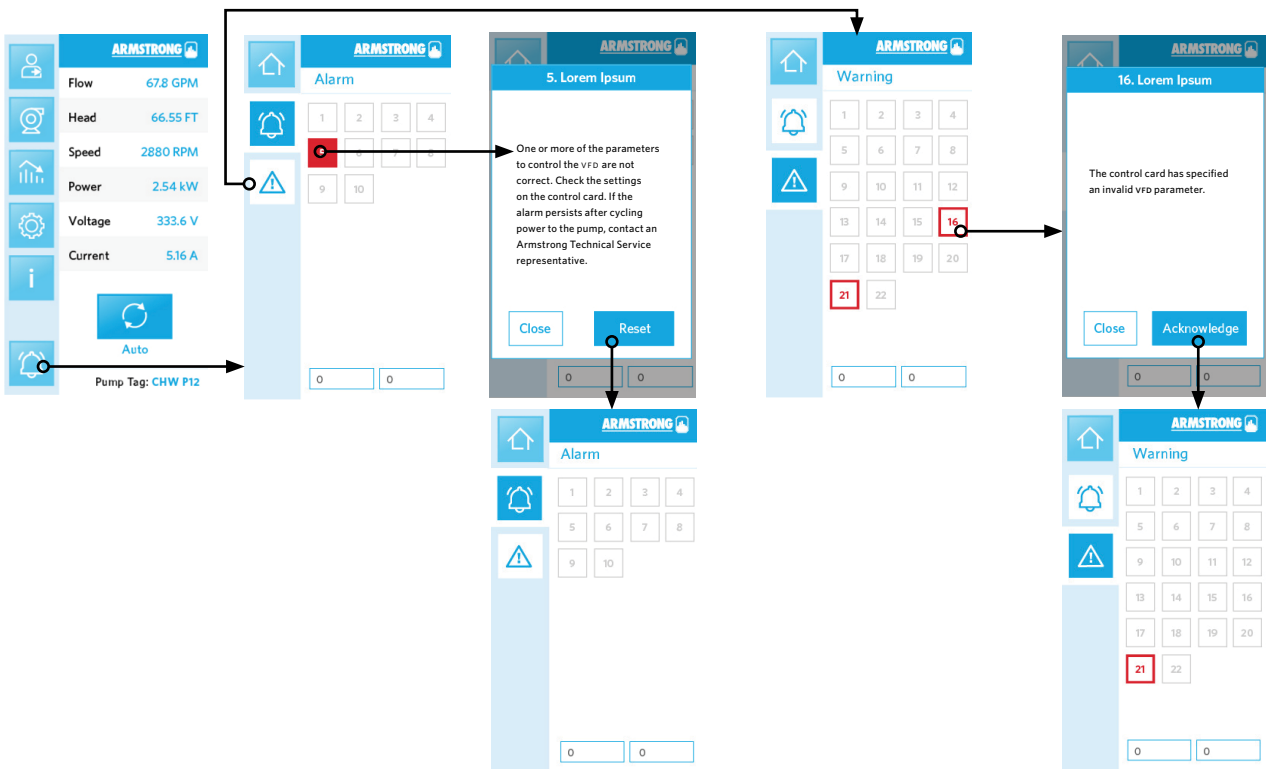 ARMSTRONG
Flow 67.8 GPM
Head 66.55 FT
Speed 2880 RPM
Power 2.54 kW
Voltage 333.6 V
Current 5.16 A
i
Auto
Pump Tag: CHW P12
ARMSTRONG
Alarm
1 2 3 4
5 6 7 8
9 10
0 0
ARMSTRONG
5. Lorem Ipsum
One or more of the parameters
to control the VFD are not
correct. Check the settings
on the control card. If the
alarm persists after cycling
power to the pump, contact an
Armstrong Technical Service
representative.
Close Reset
0 0
ARMSTRONG
Alarm
1 2 3 4
5 6 7 8
9 10
0 0
ARMSTRONG
Warning
1 2 3 4
5 6 7 8
9 10 11 12
13 14 15 16
17 18 19 20
21 22
0 0
ARMSTRONG
16. Lorem Ipsum
The control card has specified
an invalid VFD parameter.
Close Acknowledge
0 0
ARMSTRONG
Warning
1 2 3 4
5 6 7 8
9 10 11 12
13 14 15 16
17 18 19 20
21 22
0 0